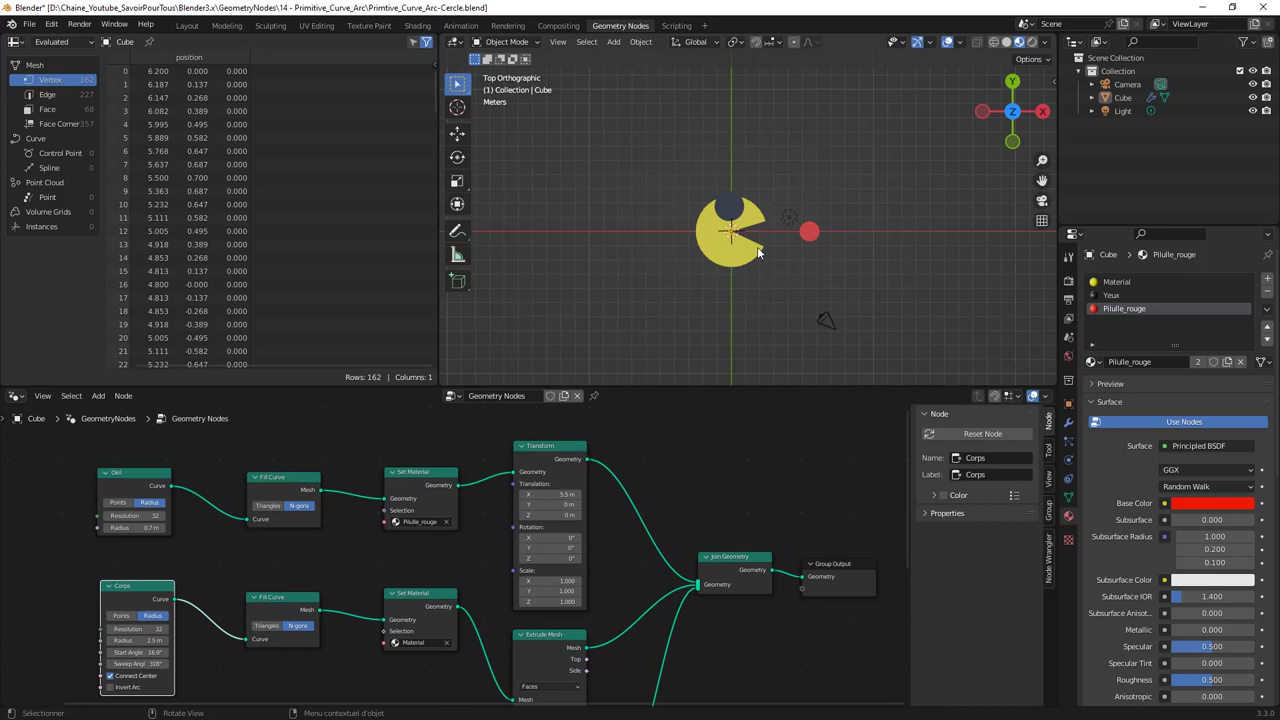 Blender* [D:\Chaine_Youtube_SavoirPourTous\Blender3.x\GeometryNodes\14 - Primitive_Curve_Arc\Primitive_Curve_Arc-Cercle.blend]
File Edit Render Window Help Layout Modeling Sculpting UV Editing Texture Paint Shading Animation Rendering Compositing Geometry Nodes Scripting Scene ViewLayer
Evaluated Cube
Object Mode View Select Add Object Global
Options
position
Mesh
Vertex 162
Edge 227
Face 68
Face Corner 357
Curve
Control Point 0
Spline 0
Point Cloud
Point 0
Volume Grids 0
Instances 0
0 6.200 0.000 0.000
1 6.187 0.137 0.000
2 6.147 0.268 0.000
3 6.082 0.389 0.000
4 5.995 0.495 0.000
5 5.889 0.582 0.000
6 5.768 0.647 0.000
7 5.637 0.687 0.000
8 5.500 0.700 0.000
9 5.363 0.687 0.000
10 5.232 0.647 0.000
11 5.111 0.582 0.000
12 5.005 0.495 0.000
13 4.918 0.389 0.000
14 4.853 0.268 0.000
15 4.813 0.137 0.000
16 4.800 -0.000 0.000
17 4.813 -0.137 0.000
18 4.853 -0.268 0.000
19 4.918 -0.389 0.000
20 5.005 -0.495 0.000
21 5.111 -0.582 0.000
22 5.232 -0.647 0.000
Rows: 162 | Columns: 1
Top Orthographic
(1) Collection | Cube
Meters
Y
Z
X
Scene Collection
Collection
Camera
Cube
Light
Cube Pilulle_rouge
Material
Yeux
Pilulle_rouge
Pilulle_rouge 2
Preview
Surface
Use Nodes
Surface Principled BSDF
GGX
Random Walk
Base Color
Subsurface 0.000
Subsurface Radius 1.000
0.200
0.100
Subsurface Color
Subsurface IOR 1.400
Subsurface Anisot... 0.000
Metallic 0.000
Specular 0.500
Specular Tint 0.000
Roughness 0.500
Anisotropic 0.000
View Select Add Node Geometry Nodes
Cube GeometryNodes Geometry Nodes
Oeil
Curve
Points Radius
Resolution 32
Radius 0.7 m
Fill Curve
Mesh
Triangles N-gons
Curve
Set Material
Geometry
Geometry
Selection
Pilulle_rouge
Transform
Geometry
Geometry
Translation:
X 5.5 m
Y 0 m
Z 0 m
Rotation:
X 0°
Y 0°
Z 0°
Scale:
X 1.000
Y 1.000
Z 1.000
Join Geometry
Geometry
Geometry
Group Output
Geometry
Corps
Curve
Points Radius
Resolution 32
Radius 2.5 m
Start Angle 16.9°
Sweep Angl 318°
Connect Center
Invert Arc
Fill Curve
Mesh
Triangles N-gons
Curve
Set Material
Geometry
Geometry
Selection
Material
Extrude Mesh
Mesh
Top
Side
Faces
Mesh
Node
Reset Node
Name: Corps
Label: Corps
Color
Properties
Node
Tool
View
Group
Node Wrangler
Sélectionner Rotate View Menu contextuel d'objet 3.3.0